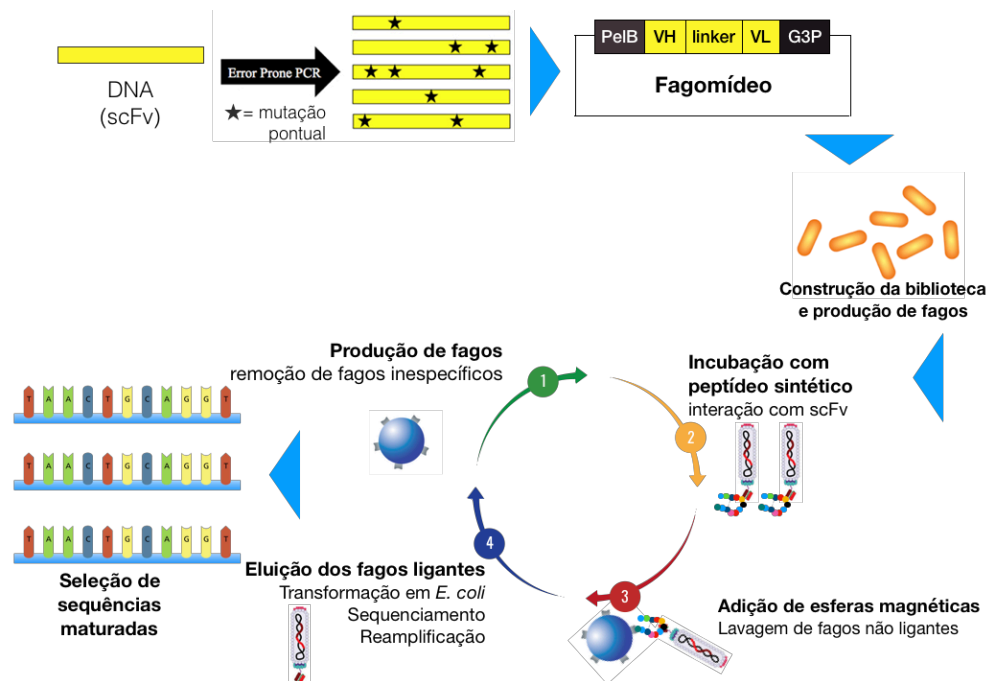 DNA
(scFv)
Error Prone PCR
★= mutação
pontual
PelB VH linker VL G3P
Fagomídeo
Construção da biblioteca
e produção de fagos
Produção de fagos
remoção de fagos inespecíficos
1
Incubação com
peptídeo sintético
interação com scFv
2
3
Adição de esferas magnéticas
Lavagem de fagos não ligantes
4
Eluição dos fagos ligantes
Transformação em E. coli
Sequenciamento
Reamplificação
T A A C T G C A G G T
T A A C T G C A G G T
T A A C T G C A G G T
Seleção de
sequências
maturadas